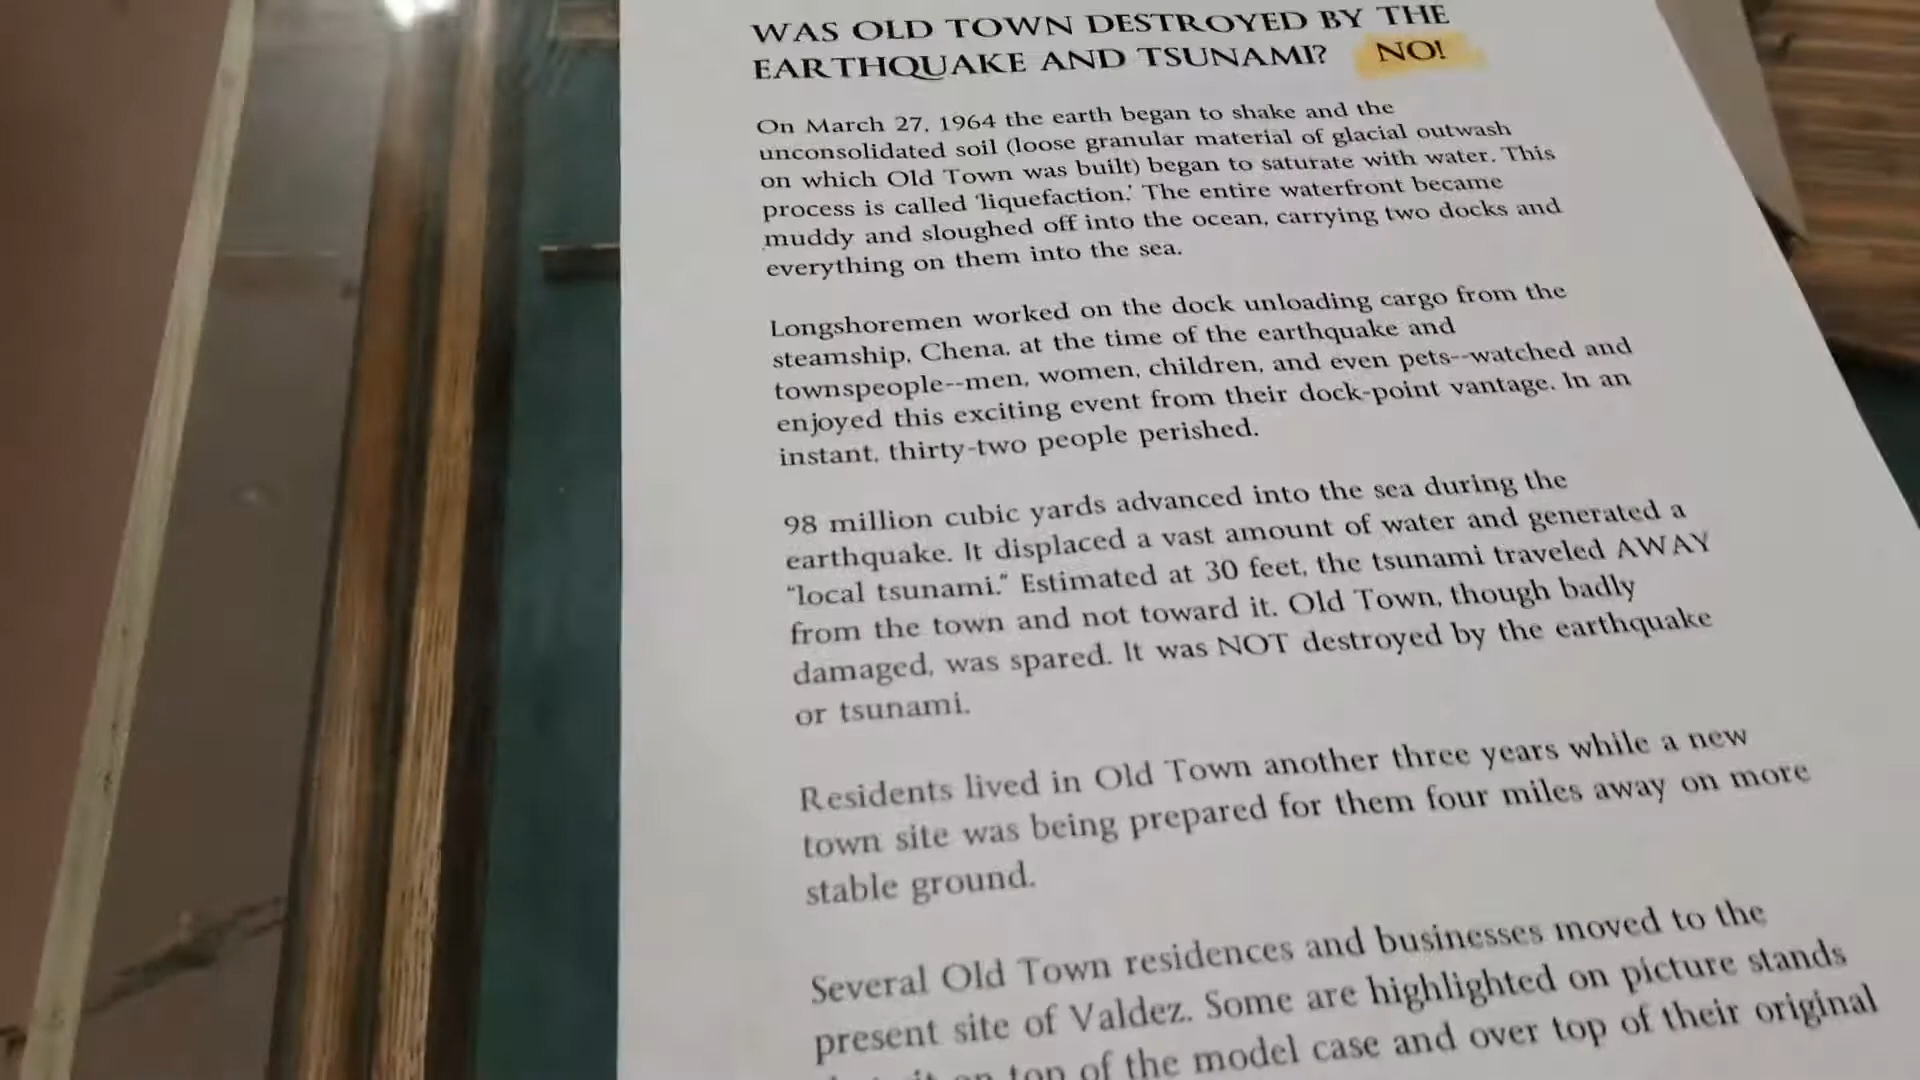 WAS OLD TOWN DESTROYED BY THE
EARTHQUAKE AND TSUNAMI? NO!
On March 27, 1964 the earth began to shake and the
unconsolidated soil (loose granular material of glacial outwash
on which Old Town was built) began to saturate with water. This
process is called 'liquefaction.' The entire waterfront became
muddy and sloughed off into the ocean, carrying two docks and
everything on them into the sea.
Longshoremen worked on the dock unloading cargo from the
steamship, Chena, at the time of the earthquake and
townspeople--men, women, children, and even pets--watched and
enjoyed this exciting event from their dock-point vantage. In an
instant, thirty-two people perished.
98 million cubic yards advanced into the sea during the
earthquake. It displaced a vast amount of water and generated a
"local tsunami." Estimated at 30 feet, the tsunami traveled AWAY
from the town and not toward it. Old Town, though badly
damaged, was spared. It was NOT destroyed by the earthquake
or tsunami.
Residents lived in Old Town another three years while a new
town site was being prepared for them four miles away on more
stable ground.
Several Old Town residences and businesses moved to the
present site of Valdez. Some are highlighted on picture stands
on top of the model case and over top of their original